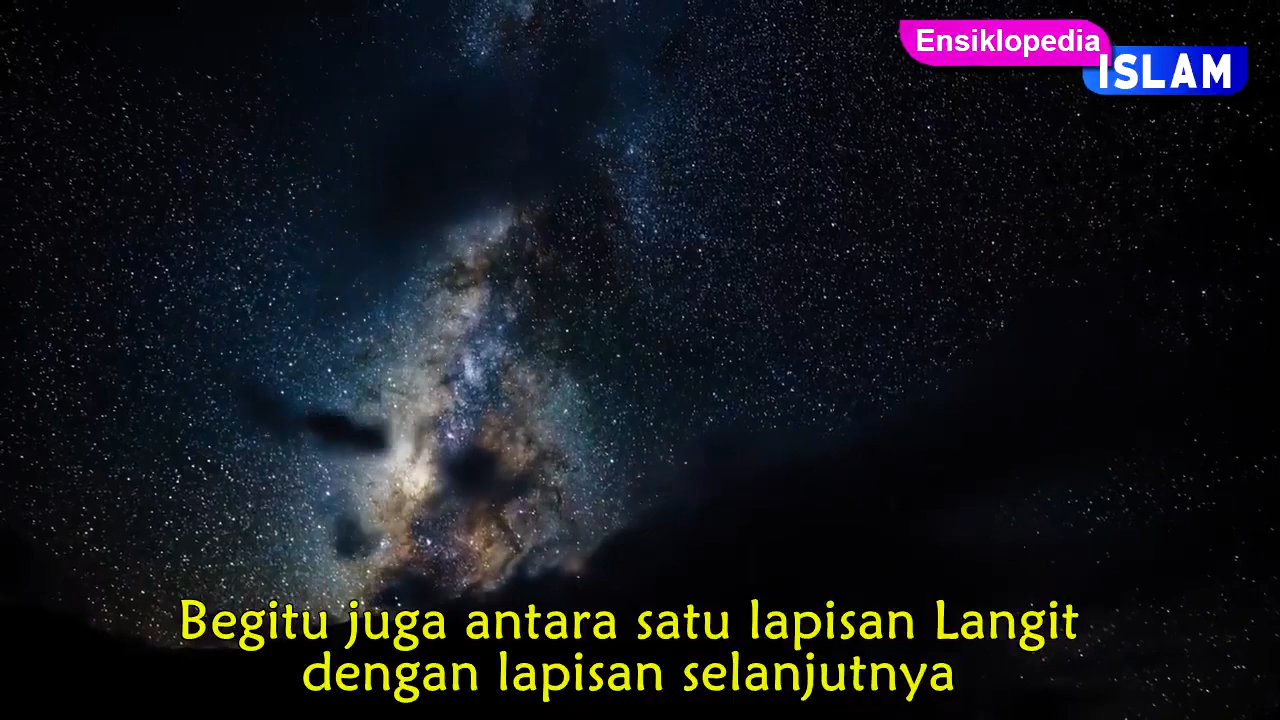 Ensiklopedia
ISLAM
Begitu juga antara satu lapisan Langit
dengan lapisan selanjutnya